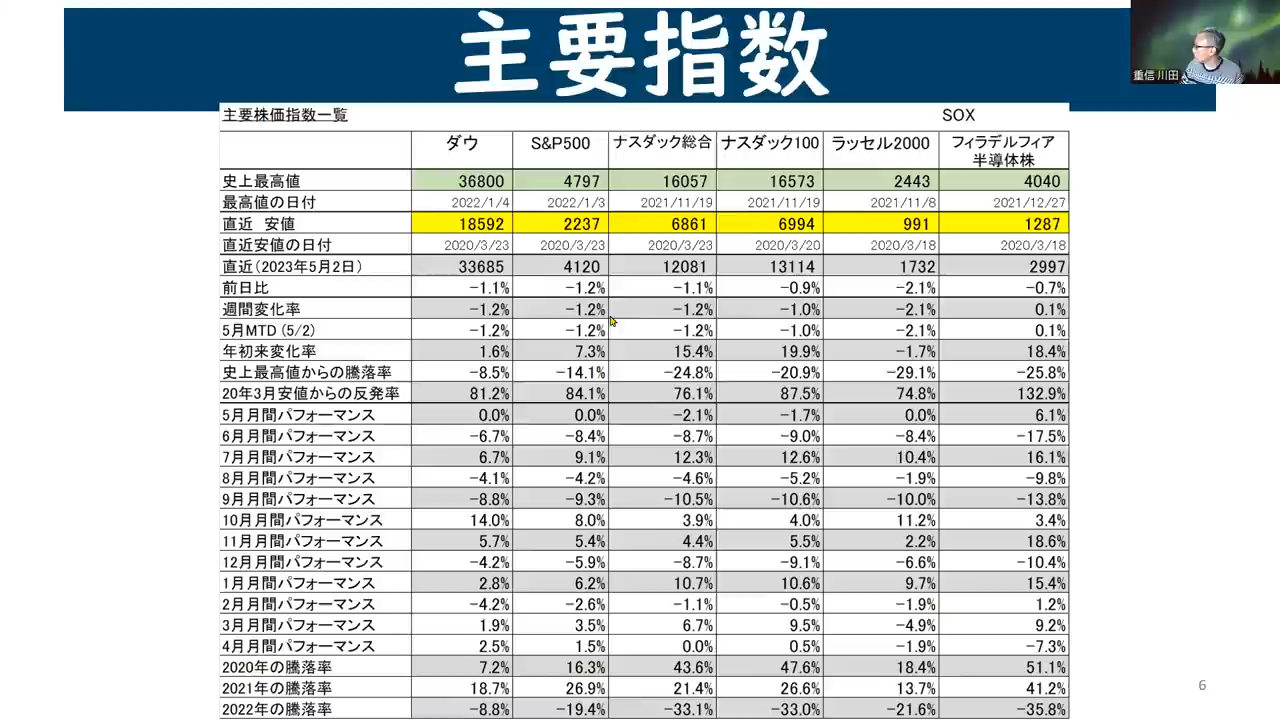 主要指数
重信 川田
主要株価指数一覧 SOX
ダウ S&P500 ナスダック総合 ナスダック100 ラッセル2000 フィラデルフィア
半導体株
史上最高値 36800 4797 16057 16573 2443 4040
最高値の日付 2022/1/4 2022/1/3 2021/11/19 2021/11/19 2021/11/8 2021/12/27
直近 安値 18592 2237 6861 6994 991 1287
直近安値の日付 2020/3/23 2020/3/23 2020/3/23 2020/3/20 2020/3/18 2020/3/18
直近(2023年5月2日) 33685 4120 12081 13114 1732 2997
前日比 -1.1% -1.2% -1.1% -0.9% -2.1% -0.7%
週間変化率 -1.2% -1.2% -1.2% -1.0% -2.1% 0.1%
5月MTD (5/2) -1.2% -1.2% -1.2% -1.0% -2.1% 0.1%
年初来変化率 1.6% 7.3% 15.4% 19.9% -1.7% 18.4%
史上最高値からの騰落率 -8.5% -14.1% -24.8% -20.9% -29.1% -25.8%
20年3月安値からの反発率 81.2% 84.1% 76.1% 87.5% 74.8% 132.9%
5月月間パフォーマンス 0.0% 0.0% -2.1% -1.7% 0.0% 6.1%
6月月間パフォーマンス -6.7% -8.4% -8.7% -9.0% -8.4% -17.5%
7月月間パフォーマンス 6.7% 9.1% 12.3% 12.6% 10.4% 16.1%
8月月間パフォーマンス -4.1% -4.2% -4.6% -5.2% -1.9% -9.8%
9月月間パフォーマンス -8.8% -9.3% -10.5% -10.6% -10.0% -13.8%
10月月間パフォーマンス 14.0% 8.0% 3.9% 4.0% 11.2% 3.4%
11月月間パフォーマンス 5.7% 5.4% 4.4% 5.5% 2.2% 18.6%
12月月間パフォーマンス -4.2% -5.9% -8.7% -9.1% -6.6% -10.4%
1月月間パフォーマンス 2.8% 6.2% 10.7% 10.6% 9.7% 15.4%
2月月間パフォーマンス -4.2% -2.6% -1.1% -0.5% -1.9% 1.2%
3月月間パフォーマンス 1.9% 3.5% 6.7% 9.5% -4.9% 9.2%
4月月間パフォーマンス 2.5% 1.5% 0.0% 0.5% -1.9% -7.3%
2020年の騰落率 7.2% 16.3% 43.6% 47.6% 18.4% 51.1%
2021年の騰落率 18.7% 26.9% 21.4% 26.6% 13.7% 41.2%
2022年の騰落率 -8.8% -19.4% -33.1% -33.0% -21.6% -35.8%
6